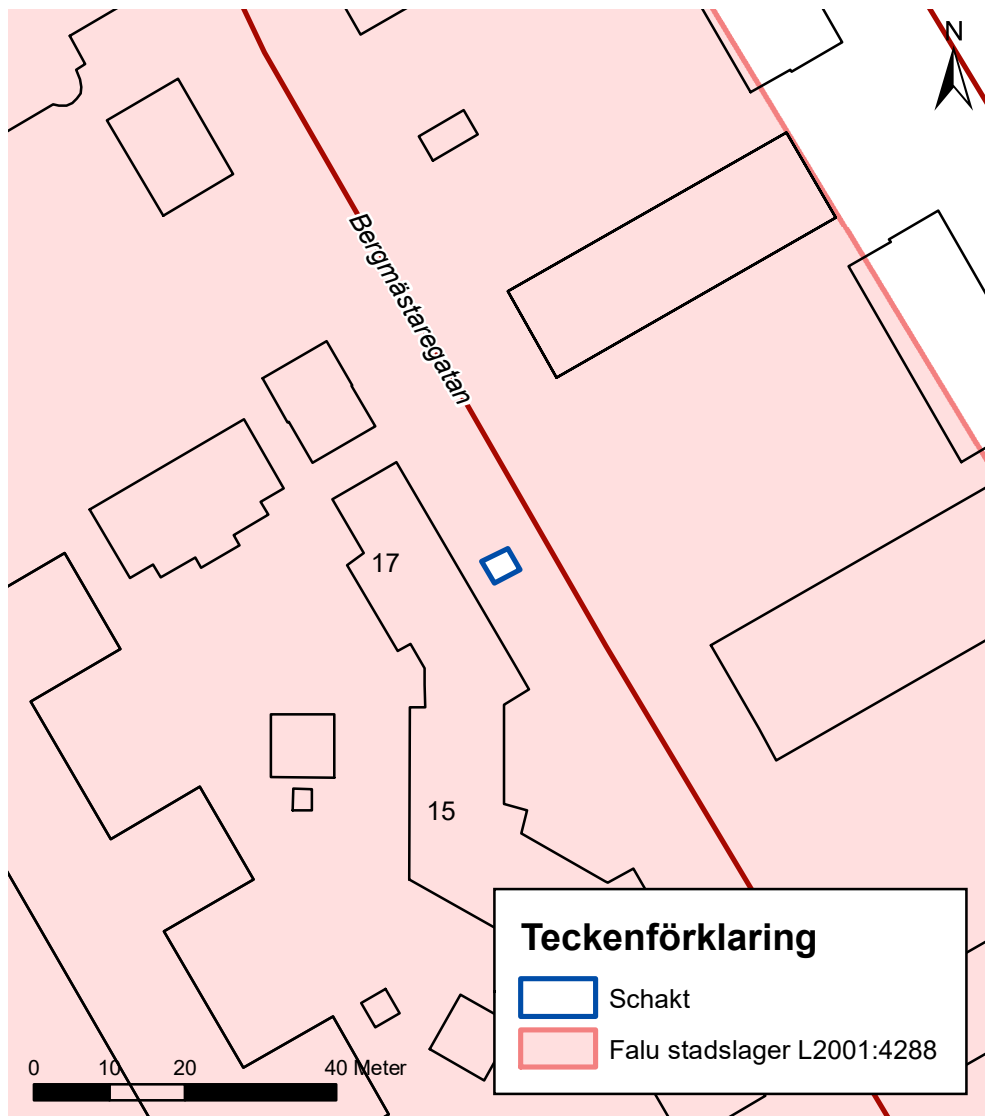 N
Bergmästaregatan
17
15
Teckenförklaring
Schakt
Falu stadslager L2001:4288
0 10 20 40 Meter